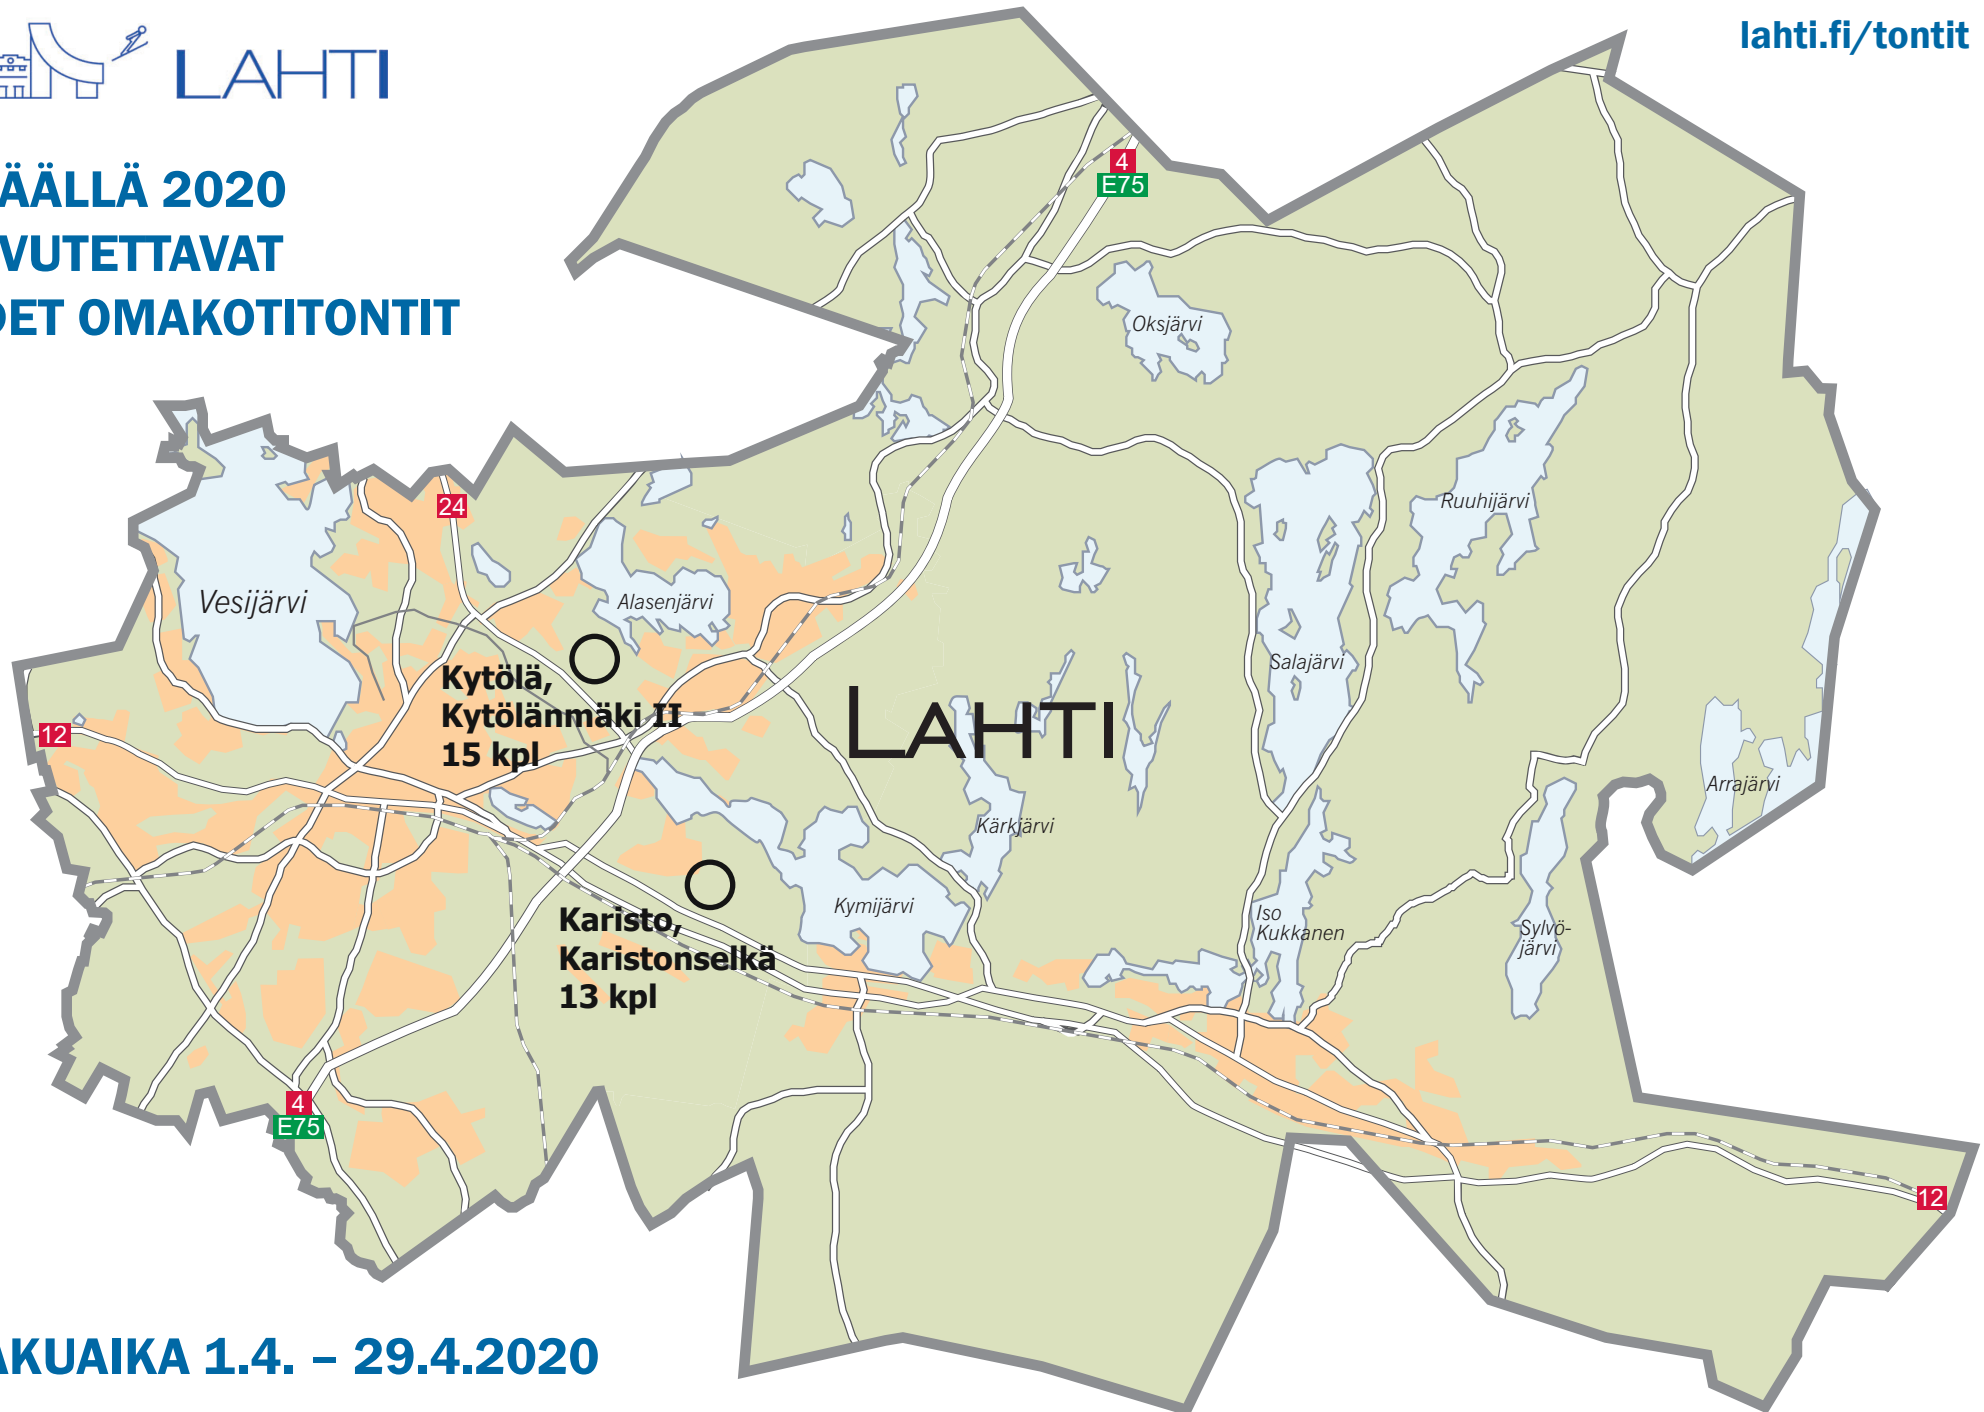 LAHTI
lahti.fi/tontit
ÄÄLLÄ 2020
VUTETTAVAT
DET OMAKOTITONTIT
4
E75
Oksjärvi
24
Ruuhijärvi
Vesijärvi
Alasenjärvi
Salajärvi
Kytölä,
Kytölänmäki II
15 kpl
LAHTI
12
Arrajärvi
Kärkjärvi
Kymijärvi
Iso
Kukkanen
Sylvö-
järvi
Karisto,
Karistonselkä
13 kpl
4
E75
12
AKUAIKA 1.4. – 29.4.2020